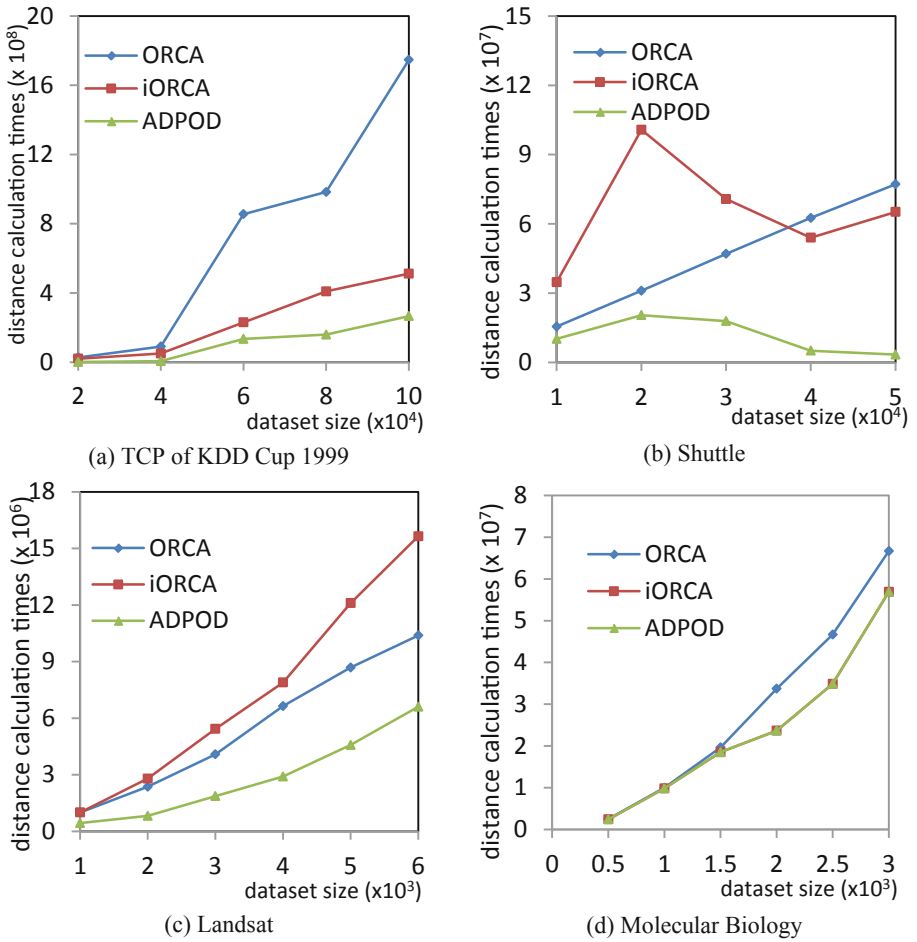 distance calculation times (x 10⁸)
20
16
12
8
4
0
ORCA
iORCA
ADPOD
2 4 6 8 10
dataset size (x10⁴)
(a) TCP of KDD Cup 1999
distance calculation times (x 10⁷)
15
12
9
6
3
0
ORCA
iORCA
ADPOD
1 2 3 4 5
dataset size (x10⁴)
(b) Shuttle
distance calculation times (x 10⁶)
18
15
12
9
6
3
0
ORCA
iORCA
ADPOD
1 2 3 4 5 6
dataset size (x10³)
(c) Landsat
distance calculation times (x 10⁷)
8
7
6
5
4
3
2
1
0
ORCA
iORCA
ADPOD
0 0.5 1 1.5 2 2.5 3
dataset size (x10³)
(d) Molecular Biology